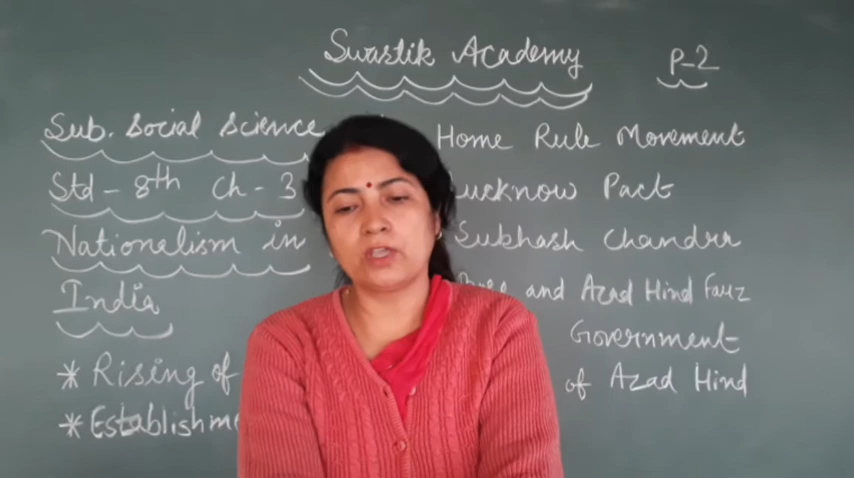 Swastik Academy
P-2
Sub. Social Science
Std - 8th Ch - 3
Nationalism in
India
* Rising of
* Establishme
Home Rule Movement
Lucknow Pact
Subhash Chandra
and Azad Hind Fauz
Government
of Azad Hind